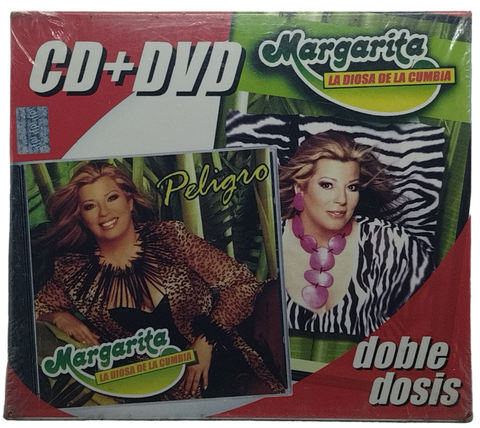 CD+DVD
Margarita
LA DIOSA DE LA CUMBIA
Peligro
Margarita
LA DIOSA DE LA CUMBIA
doble
dosis